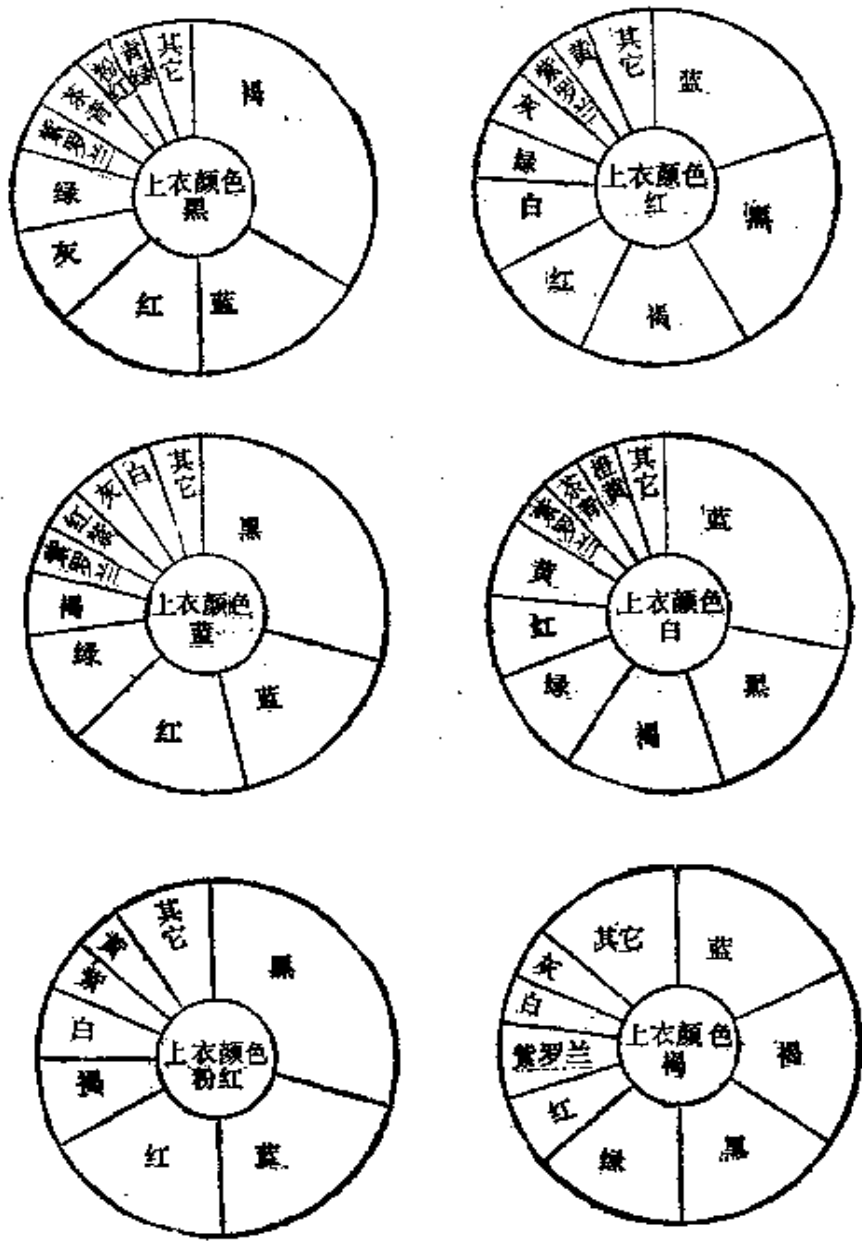 上衣颜色
黑
褐
蓝
红
灰
绿
紫罗兰
茶青
粉红
青绿
其它
上衣颜色
红
蓝
黑
褐
红
白
绿
灰
紫罗兰
黄
其它
上衣颜色
蓝
黑
蓝
红
绿
褐
紫罗兰
红茶
灰
白
其它
上衣颜色
白
蓝
黑
褐
绿
红
黄
紫罗兰
茶青
橙黄
其它
上衣颜色
粉红
黑
蓝
红
褐
白
紫
其它
上衣颜色
褐
蓝
褐
黑
绿
红
紫罗兰
白
灰
其它